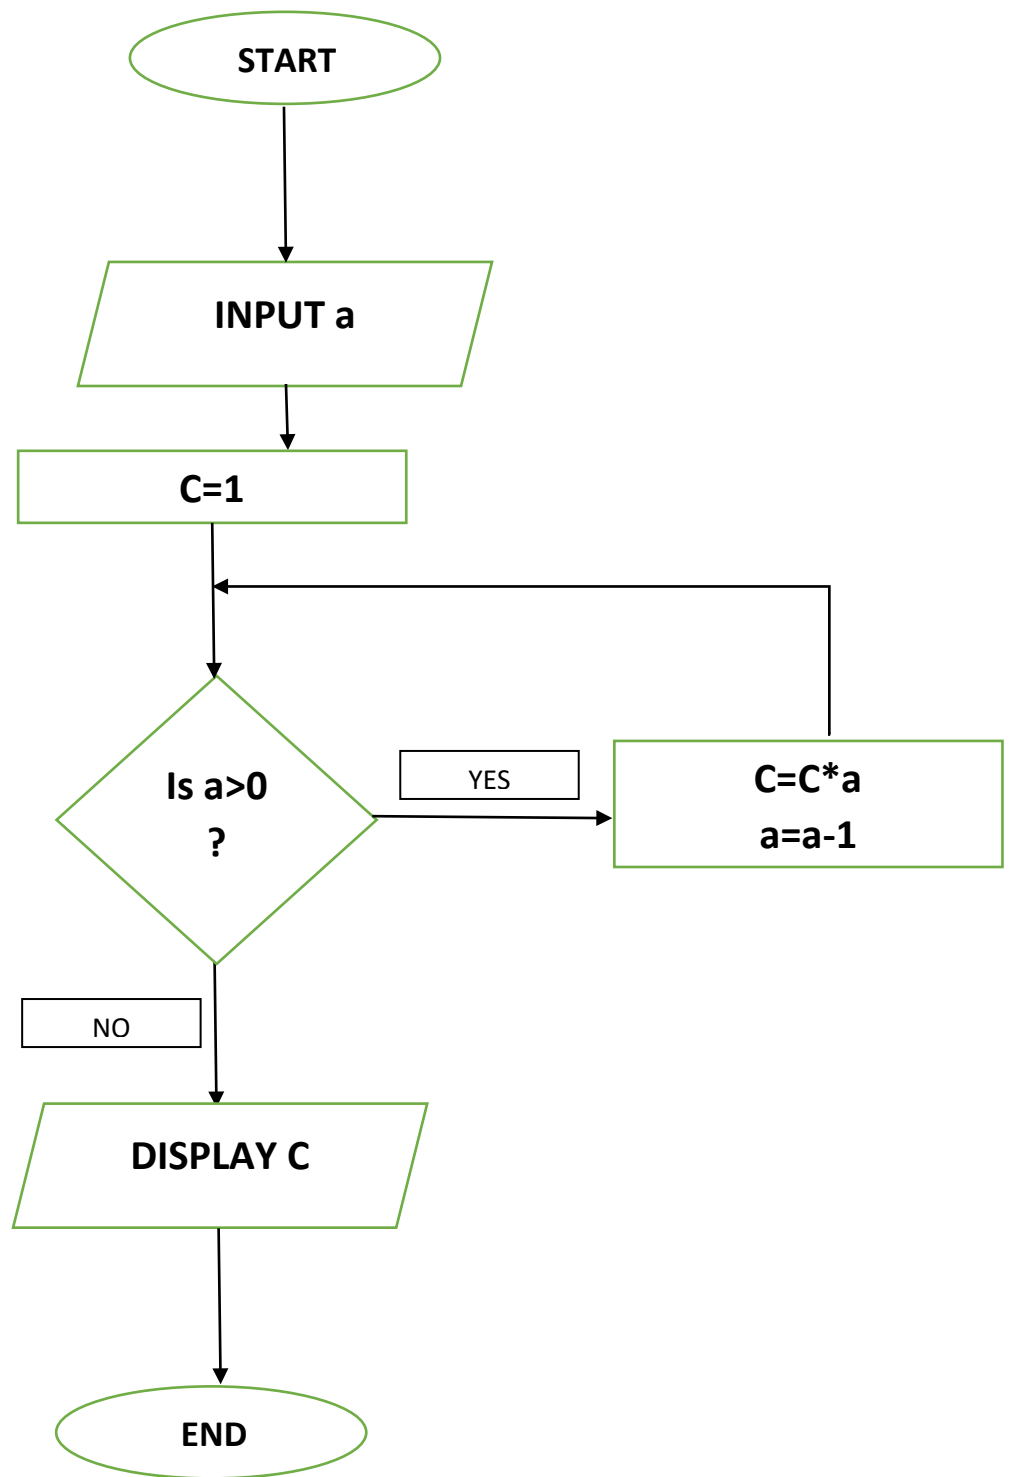 START
INPUT a
C=1
Is a>0
?
YES
C=C*a
a=a-1
NO
DISPLAY C
END